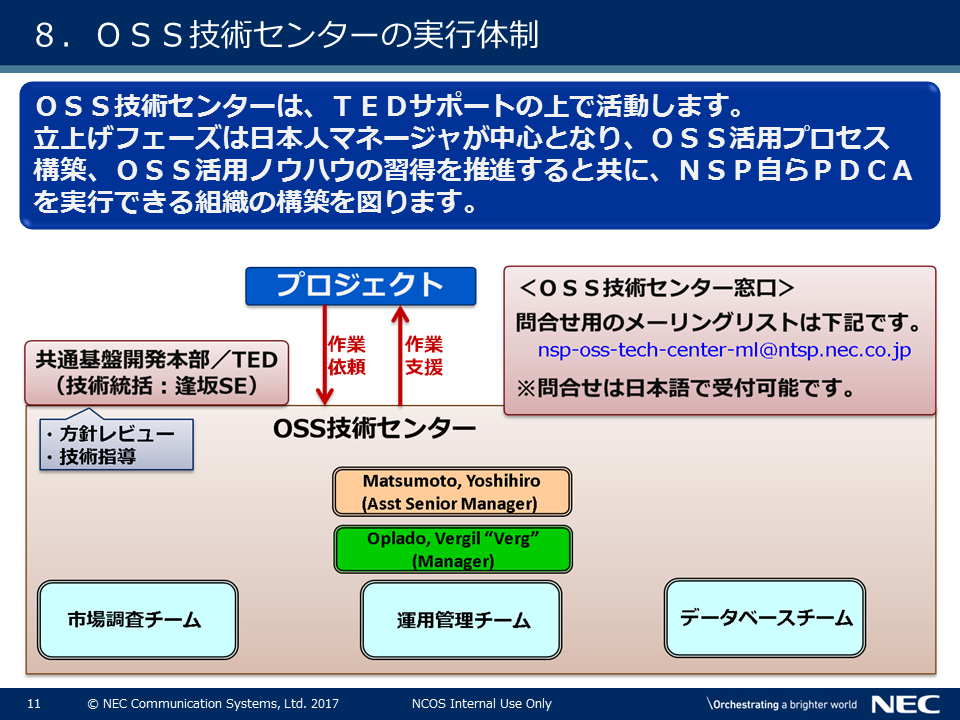 ８．ＯＳＳ技術センターの実行体制
ＯＳＳ技術センターは、ＴＥＤサポートの上で活動します。
立上げフェーズは日本人マネージャが中心となり、ＯＳＳ活用プロセス
構築、ＯＳＳ活用ノウハウの習得を推進すると共に、ＮＳＰ自らＰＤＣＡ
を実行できる組織の構築を図ります。
プロジェクト
作業
依頼
作業
支援
＜ＯＳＳ技術センター窓口＞
問合せ用のメーリングリストは下記です。
nsp-oss-tech-center-ml@ntsp.nec.co.jp
※問合せは日本語で受付可能です。
共通基盤開発本部／TED
（技術統括：逢坂SE）
・方針レビュー
・技術指導
OSS技術センター
Matsumoto, Yoshihiro
(Asst Senior Manager)
Oplado, Vergil “Verg”
(Manager)
市場調査チーム
運用管理チーム
データベースチーム
11
© NEC Communication Systems, Ltd. 2017
NCOS Internal Use Only
\Orchestrating a brighter world
NEC